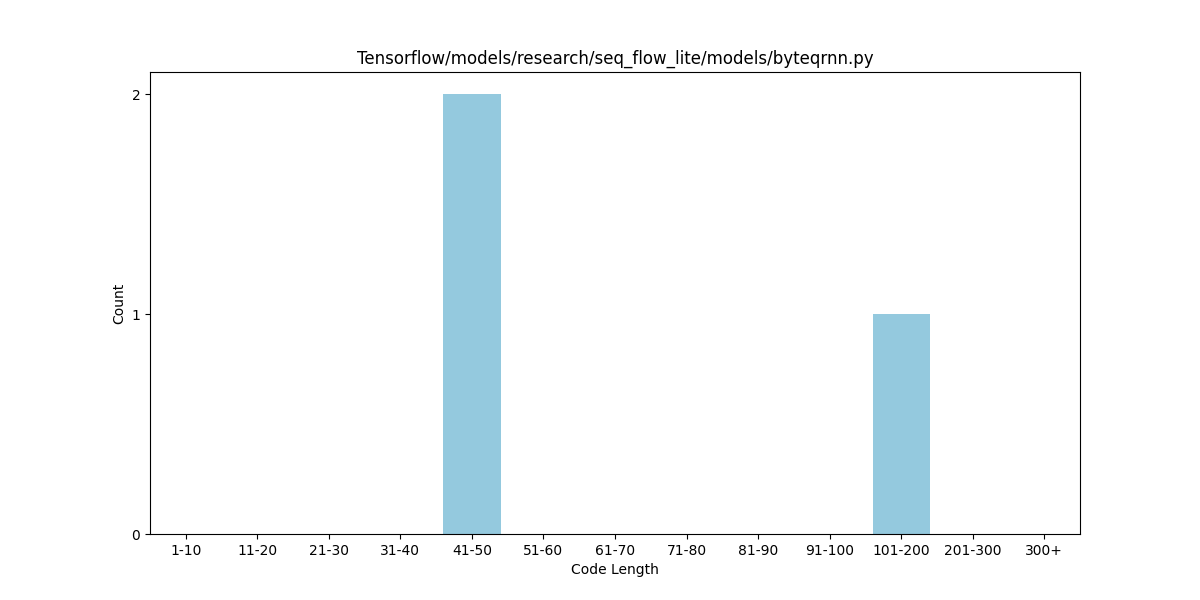 Tensorflow/models/research/seq_flow_lite/models/byteqrnn.py
2
1
0
Count
1-10 11-20 21-30 31-40 41-50 51-60 61-70 71-80 81-90 91-100 101-200 201-300 300+
Code Length